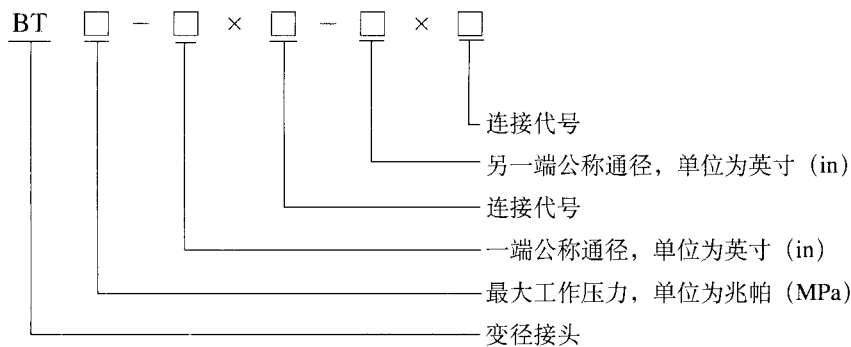 BT □ - □ × □ - □ × □
连接代号
另一端公称通径，单位为英寸（in）
连接代号
一端公称通径，单位为英寸（in）
最大工作压力，单位为兆帕（MPa）
变径接头